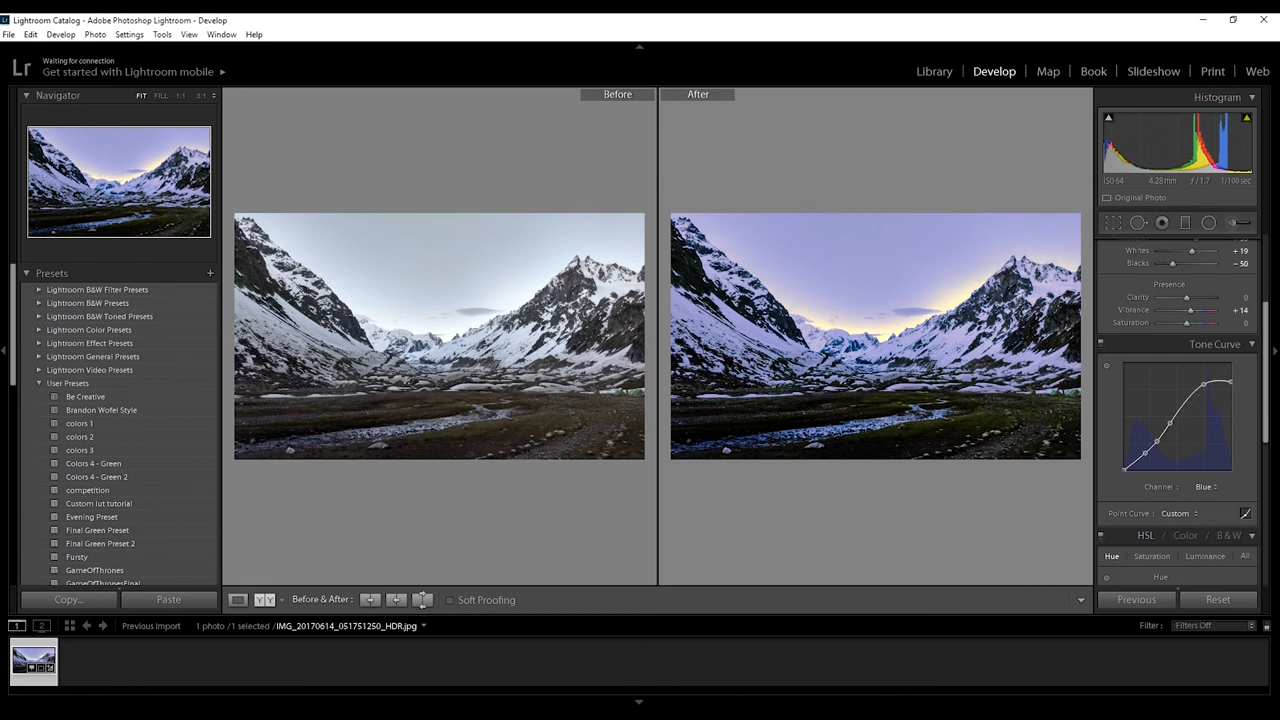 Lightroom Catalog - Adobe Photoshop Lightroom - Develop
File Edit Develop Photo Settings Tools View Window Help
Lr
Waiting for connection
Get started with Lightroom mobile
Library Develop Map Book Slideshow Print Web
Navigator FIT FILL 1:1 3:1
Before
After
Histogram
ISO 64 4.28 mm ƒ / 1.7 1/100 sec
Original Photo
Whites + 19
Blacks - 50
Presence
Clarity 0
Vibrance + 14
Saturation 0
Tone Curve
Channel : Blue
Point Curve : Custom
HSL / Color / B & W
Hue Saturation Luminance All
Hue
Presets +
Lightroom B&W Filter Presets
Lightroom B&W Presets
Lightroom B&W Toned Presets
Lightroom Color Presets
Lightroom Effect Presets
Lightroom General Presets
Lightroom Video Presets
User Presets
Be Creative
Brandon Wofel Style
colors 1
colors 2
colors 3
Colors 4 - Green
Colors 4 - Green 2
competition
Custom lut tutorial
Evening Preset
Final Green Preset
Final Green Preset 2
Fursty
GameOfThrones
GameOfThronesFinal
Copy... Paste
Y Y Before & After : Soft Proofing
Previous Reset
1 2 Previous Import 1 photo / 1 selected / IMG_20170614_051751250_HDR.jpg
Filter : Filters Off